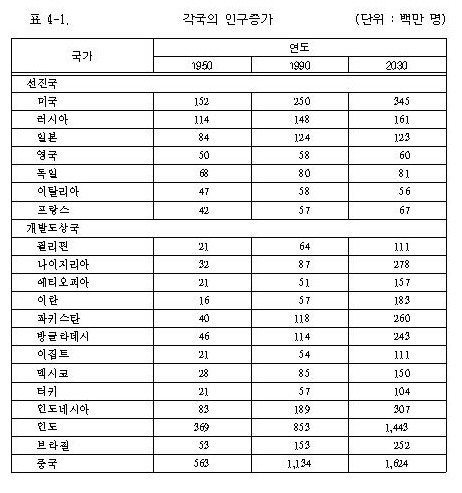 표 4-1. 각국의 인구증가 (단위 : 백만 명)
국가 연도
1950 1990 2030
선진국
미국 152 250 345
러시아 114 148 161
일본 84 124 123
영국 50 58 60
독일 68 80 81
이탈리아 47 58 56
프랑스 42 57 67
개발도상국
필리핀 21 64 111
나이지리아 32 87 278
에티오피아 21 51 157
이란 16 57 183
파키스탄 40 118 260
방글라데시 46 114 243
이집트 21 54 111
멕시코 28 85 150
터키 21 57 104
인도네시아 83 189 307
인도 369 853 1,443
브라질 53 153 252
중국 563 1,134 1,624